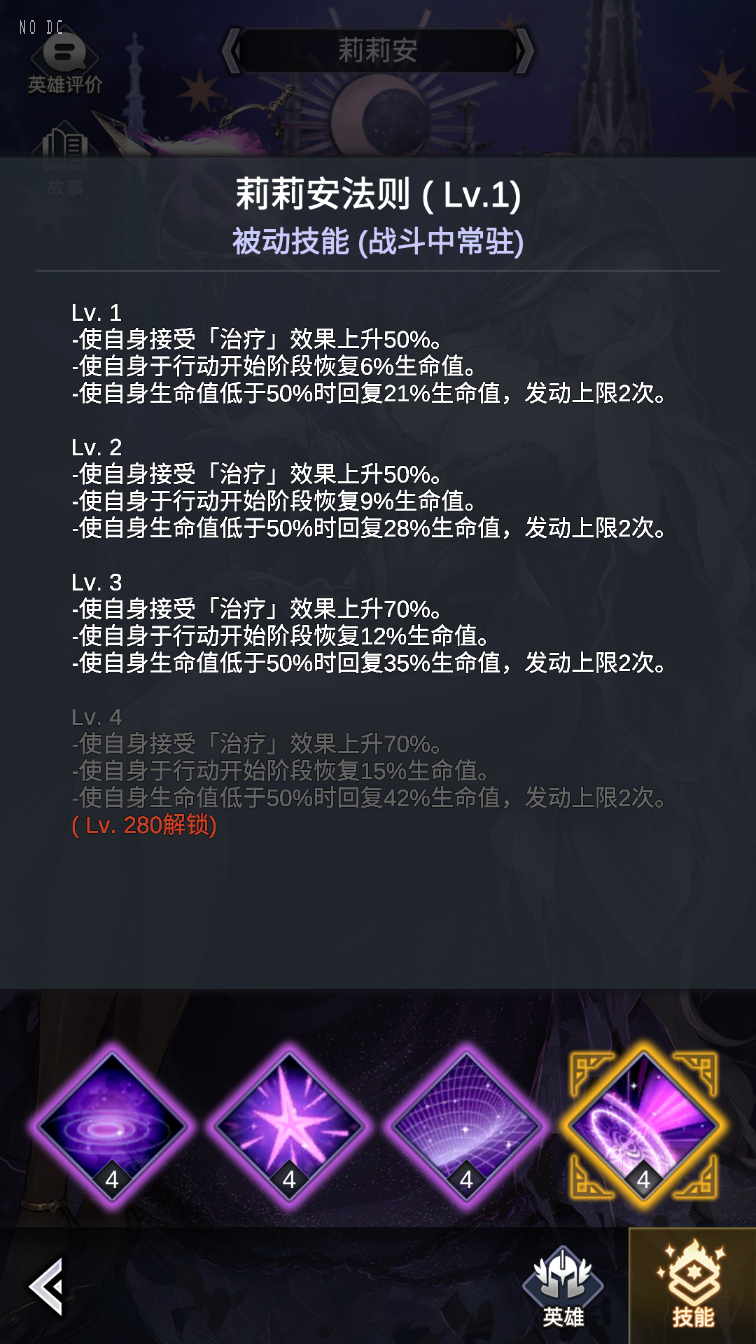 NO DC
莉莉安
英雄评价
故事
莉莉安法则 ( Lv.1)
被动技能 (战斗中常驻)
Lv. 1
-使自身接受「治疗」效果上升50%。
-使自身于行动开始阶段恢复6%生命值。
-使自身生命值低于50%时回复21%生命值，发动上限2次。
Lv. 2
-使自身接受「治疗」效果上升50%。
-使自身于行动开始阶段恢复9%生命值。
-使自身生命值低于50%时回复28%生命值，发动上限2次。
Lv. 3
-使自身接受「治疗」效果上升70%。
-使自身于行动开始阶段恢复12%生命值。
-使自身生命值低于50%时回复35%生命值，发动上限2次。
Lv. 4
-使自身接受「治疗」效果上升70%。
-使自身于行动开始阶段恢复15%生命值。
-使自身生命值低于50%时回复42%生命值，发动上限2次。
( Lv. 280解锁)
4
4
4
4
英雄
技能